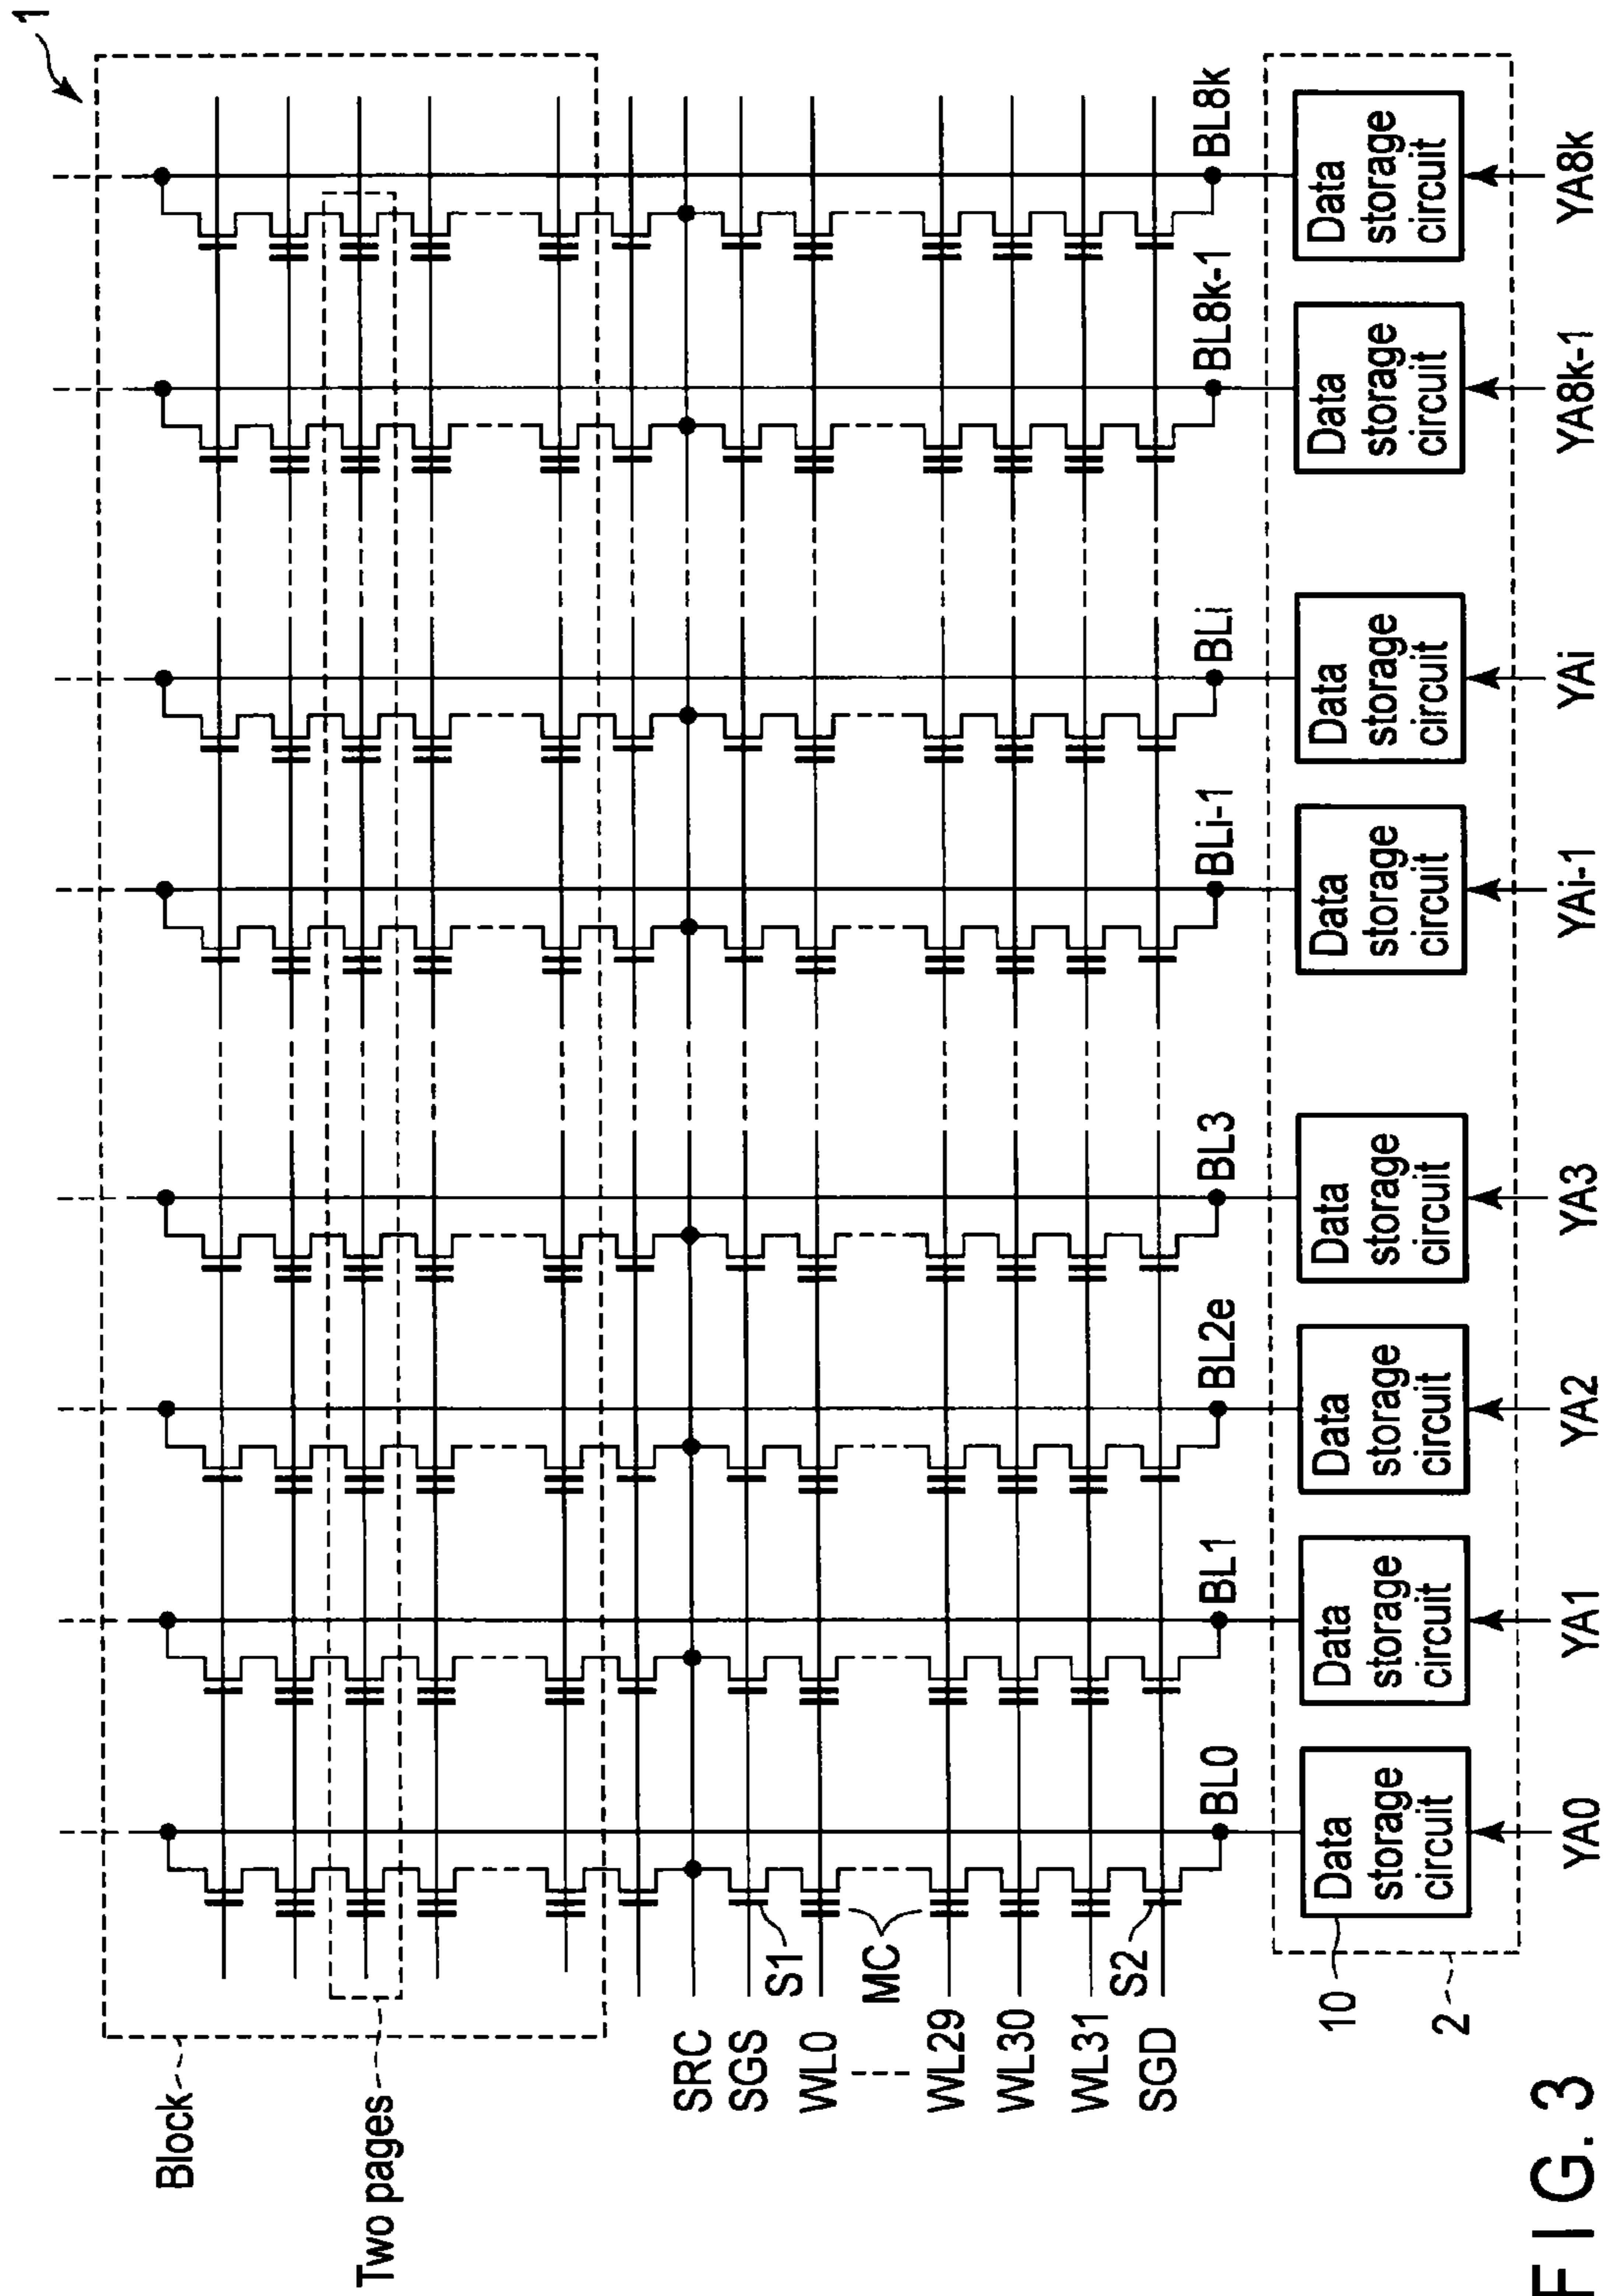 1
Block
Two pages
SRC
SGS
S1
WL0
MC
WL29
WL30
WL31
S2
SGD
BL0
BL1
BL2e
BL3
BLi-1
BLi
BL8k-1
BL8k
10
2
Data
storage
circuit
Data
storage
circuit
Data
storage
circuit
Data
storage
circuit
Data
storage
circuit
Data
storage
circuit
Data
storage
circuit
Data
storage
circuit
YA0
YA1
YA2
YA3
YAi-1
YAi
YA8k-1
YA8k
FIG. 3